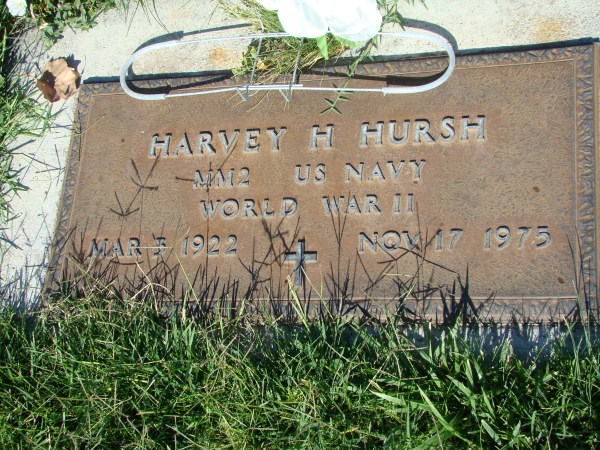 HARVEY H HURSH
MM2 US NAVY
WORLD WAR II
MAR 3 1922 NOV 17 1975